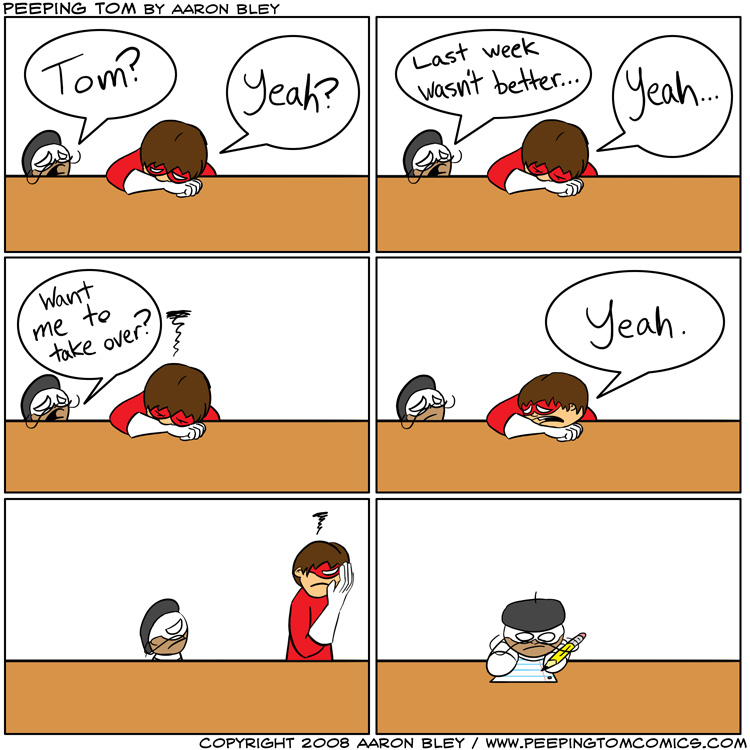 PEEPING TOM BY AARON BLEY
Tom?
Yeah?
Last week
wasn't better...
Yeah...
Want
me to
take over?
Yeah.
COPYRIGHT 2008 AARON BLEY / WWW.PEEPINGTOMCOMICS.COM